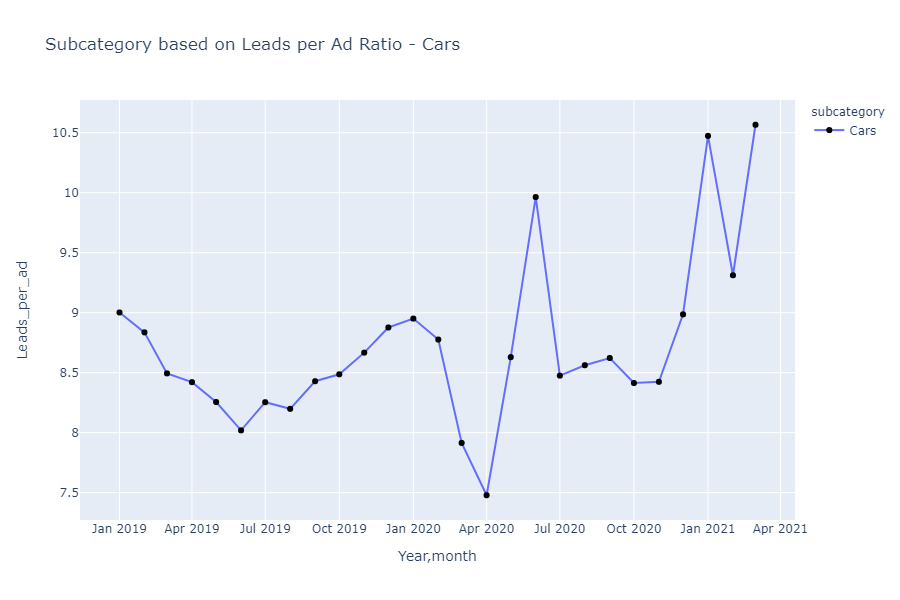 Subcategory based on Leads per Ad Ratio - Cars
subcategory
Cars
Leads_per_ad
10.5
10
9.5
9
8.5
8
7.5
Jan 2019 Apr 2019 Jul 2019 Oct 2019 Jan 2020 Apr 2020 Jul 2020 Oct 2020 Jan 2021 Apr 2021
Year,month